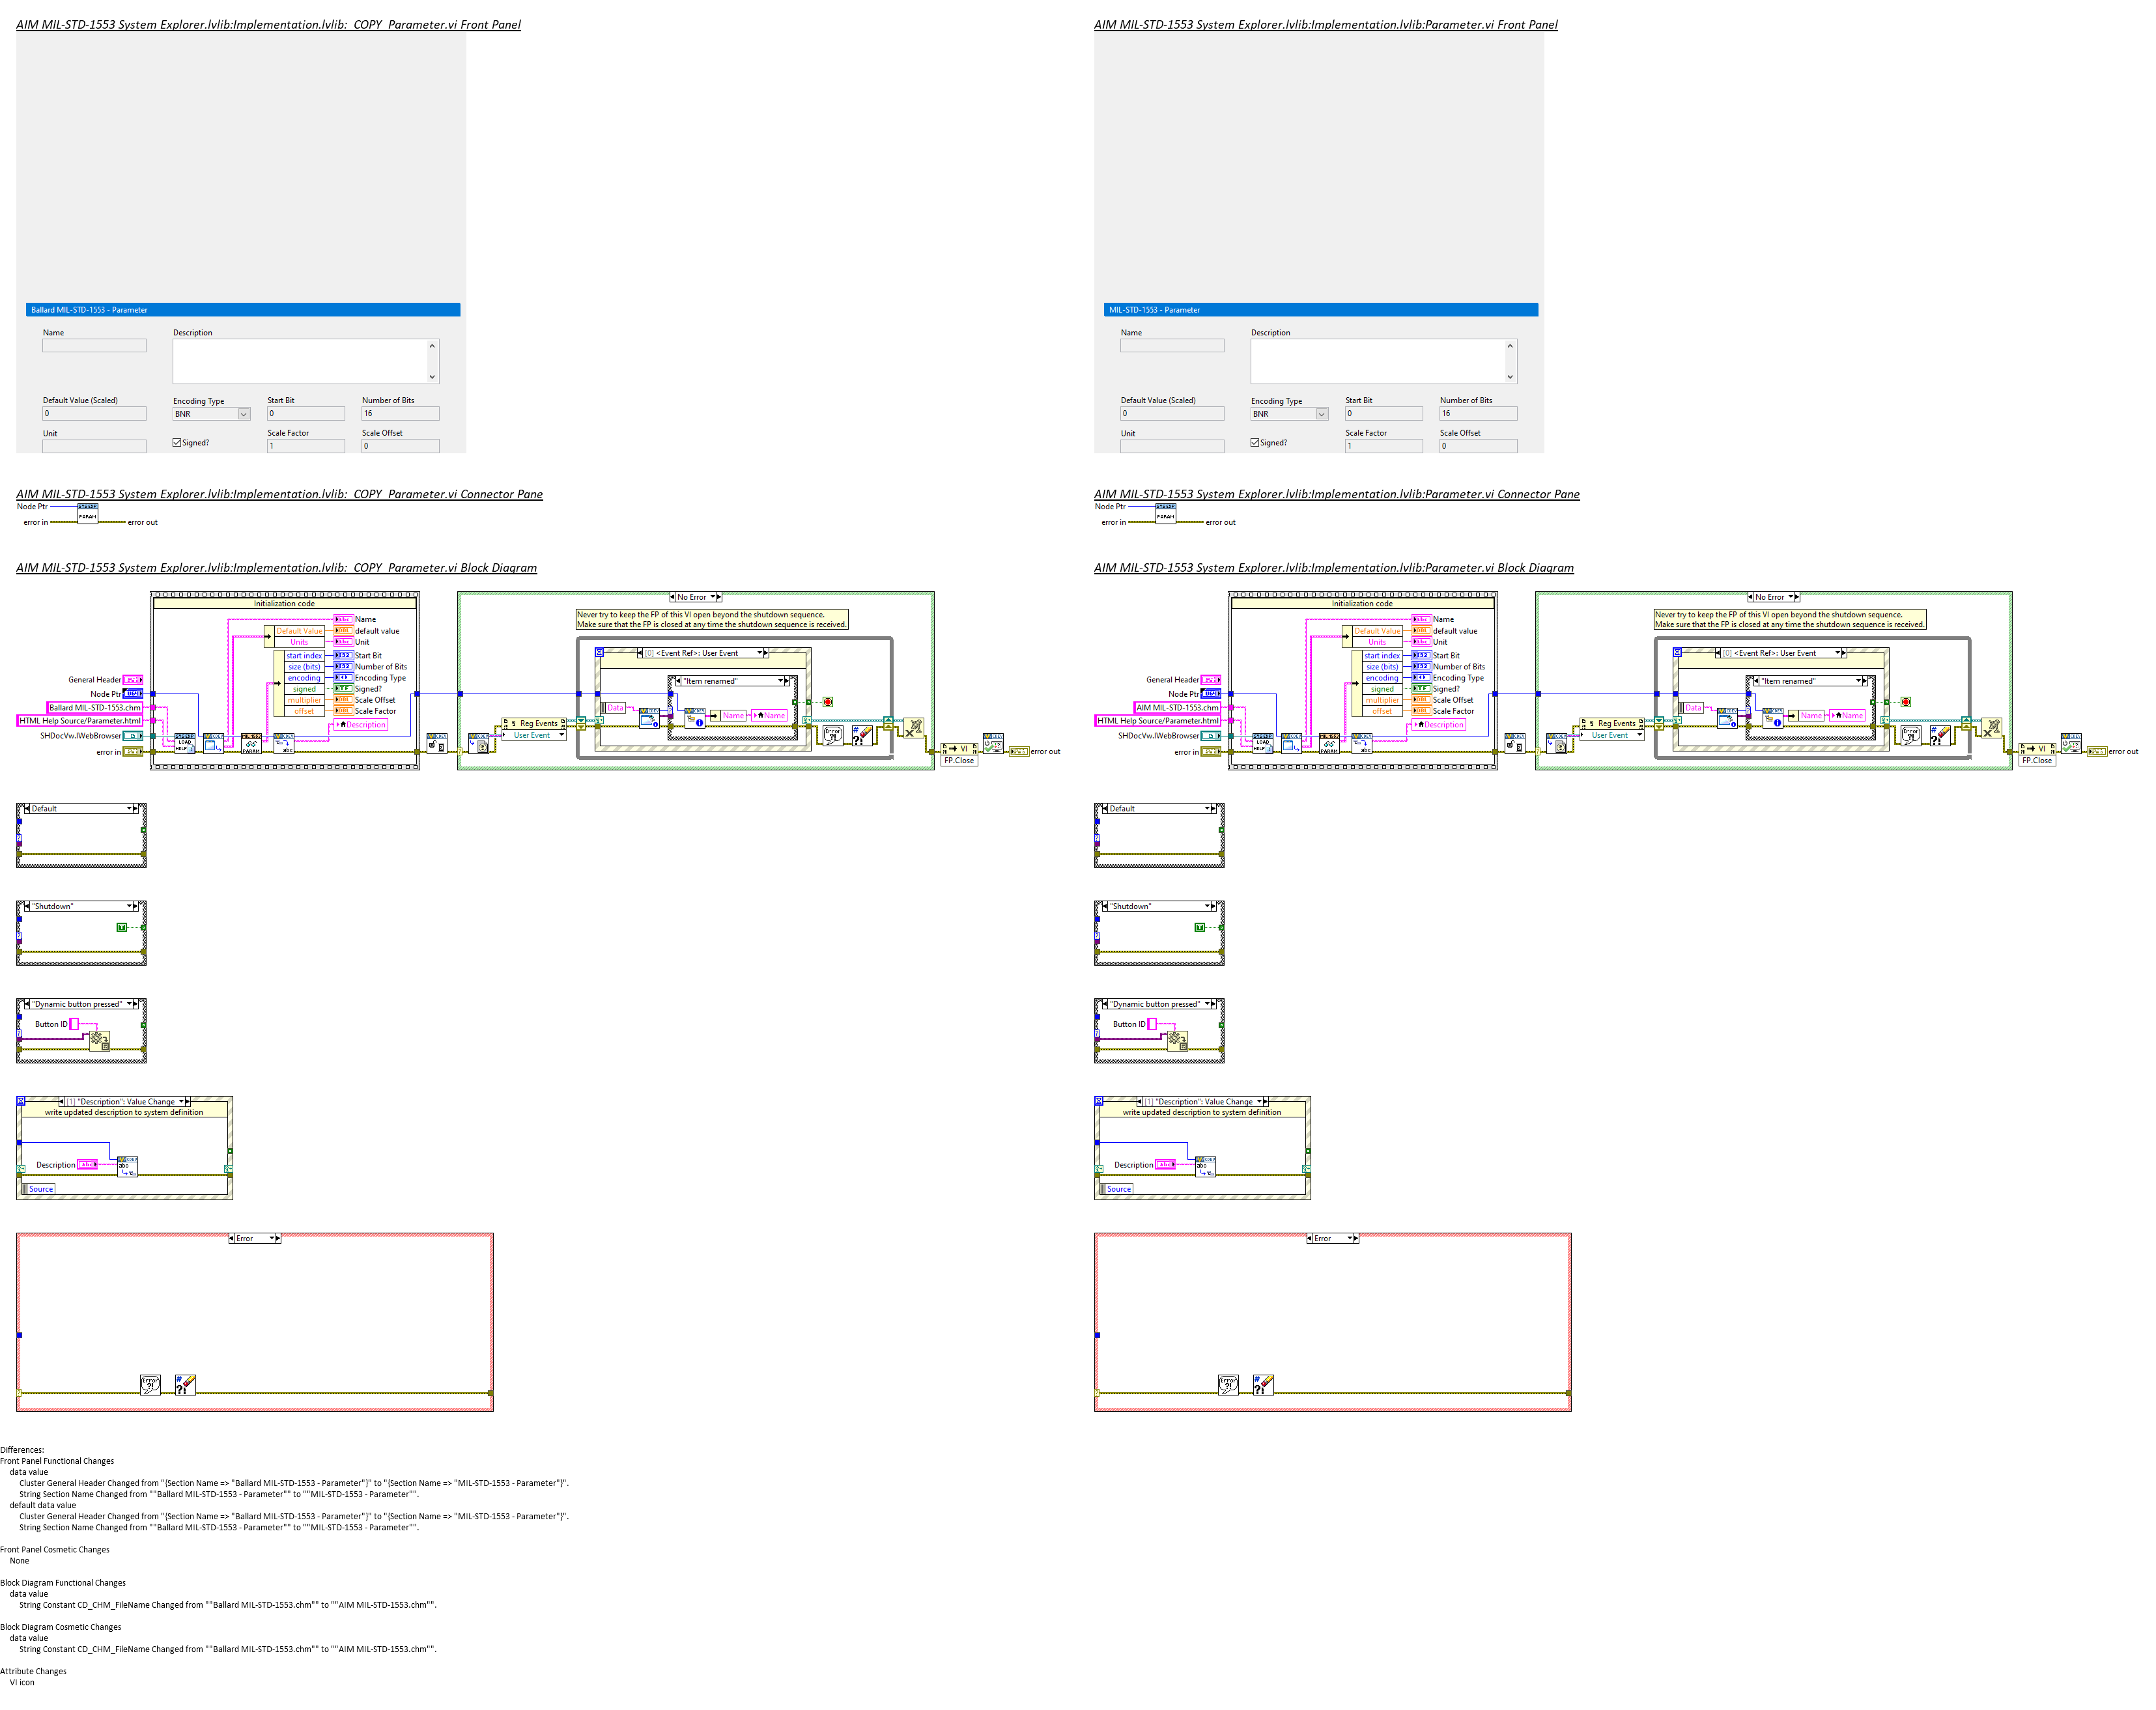 AIM MIL-STD-1553 System Explorer.lvlib:Implementation.lvlib:_COPY_Parameter.vi Front Panel
Ballard MIL-STD-1553 - Parameter
Name
Description
Default Value (Scaled)
Encoding Type
Start Bit
Number of Bits
0
BNR
0
16
Unit
Signed?
Scale Factor
Scale Offset
1
0
AIM MIL-STD-1553 System Explorer.lvlib:Implementation.lvlib:_COPY_Parameter.vi Connector Pane
Node Ptr
PARAM
error in
error out
AIM MIL-STD-1553 System Explorer.lvlib:Implementation.lvlib:_COPY_Parameter.vi Block Diagram
Initialization code
No Error
Never try to keep the FP of this VI open beyond the shutdown sequence.
Make sure that the FP is closed at any time the shutdown sequence is received.
Name
Default Value
default value
Units
Unit
start index
Start Bit
size (bits)
Number of Bits
encoding
Encoding Type
signed
Signed?
multiplier
Scale Offset
offset
Scale Factor
Description
General Header
Node Ptr
Ballard MIL-STD-1553.chm
HTML Help Source/Parameter.html
SHDocVw.IWebBrowser
error in
LOAD
HELP
PARAM
abc
[0] <Event Ref>: User Event
"Item renamed"
Data
Name
Name
Reg Events
User Event
VI
FP.Close
error out
Default
"Shutdown"
"Dynamic button pressed"
Button ID
[1] "Description": Value Change
write updated description to system definition
Description
abc
Source
Error
AIM MIL-STD-1553 System Explorer.lvlib:Implementation.lvlib:Parameter.vi Front Panel
MIL-STD-1553 - Parameter
Name
Description
Default Value (Scaled)
Encoding Type
Start Bit
Number of Bits
0
BNR
0
16
Unit
Signed?
Scale Factor
Scale Offset
1
0
AIM MIL-STD-1553 System Explorer.lvlib:Implementation.lvlib:Parameter.vi Connector Pane
Node Ptr
PARAM
error in
error out
AIM MIL-STD-1553 System Explorer.lvlib:Implementation.lvlib:Parameter.vi Block Diagram
Initialization code
No Error
Never try to keep the FP of this VI open beyond the shutdown sequence.
Make sure that the FP is closed at any time the shutdown sequence is received.
Name
Default Value
default value
Units
Unit
start index
Start Bit
size (bits)
Number of Bits
encoding
Encoding Type
signed
Signed?
multiplier
Scale Offset
offset
Scale Factor
Description
General Header
Node Ptr
AIM MIL-STD-1553.chm
HTML Help Source/Parameter.html
SHDocVw.IWebBrowser
error in
LOAD
HELP
PARAM
abc
[0] <Event Ref>: User Event
"Item renamed"
Data
Name
Name
Reg Events
User Event
VI
FP.Close
error out
Default
"Shutdown"
"Dynamic button pressed"
Button ID
[1] "Description": Value Change
write updated description to system definition
Description
abc
Source
Error
Differences:
Front Panel Functional Changes
data value
Cluster General Header Changed from "{Section Name => "Ballard MIL-STD-1553 - Parameter"}" to "{Section Name => "MIL-STD-1553 - Parameter"}".
String Section Name Changed from ""Ballard MIL-STD-1553 - Parameter"" to ""MIL-STD-1553 - Parameter"".
default data value
Cluster General Header Changed from "{Section Name => "Ballard MIL-STD-1553 - Parameter"}" to "{Section Name => "MIL-STD-1553 - Parameter"}".
String Section Name Changed from ""Ballard MIL-STD-1553 - Parameter"" to ""MIL-STD-1553 - Parameter"".
Front Panel Cosmetic Changes
None
Block Diagram Functional Changes
data value
String Constant CD_CHM_FileName Changed from ""Ballard MIL-STD-1553.chm"" to ""AIM MIL-STD-1553.chm"".
Block Diagram Cosmetic Changes
data value
String Constant CD_CHM_FileName Changed from ""Ballard MIL-STD-1553.chm"" to ""AIM MIL-STD-1553.chm"".
Attribute Changes
VI icon